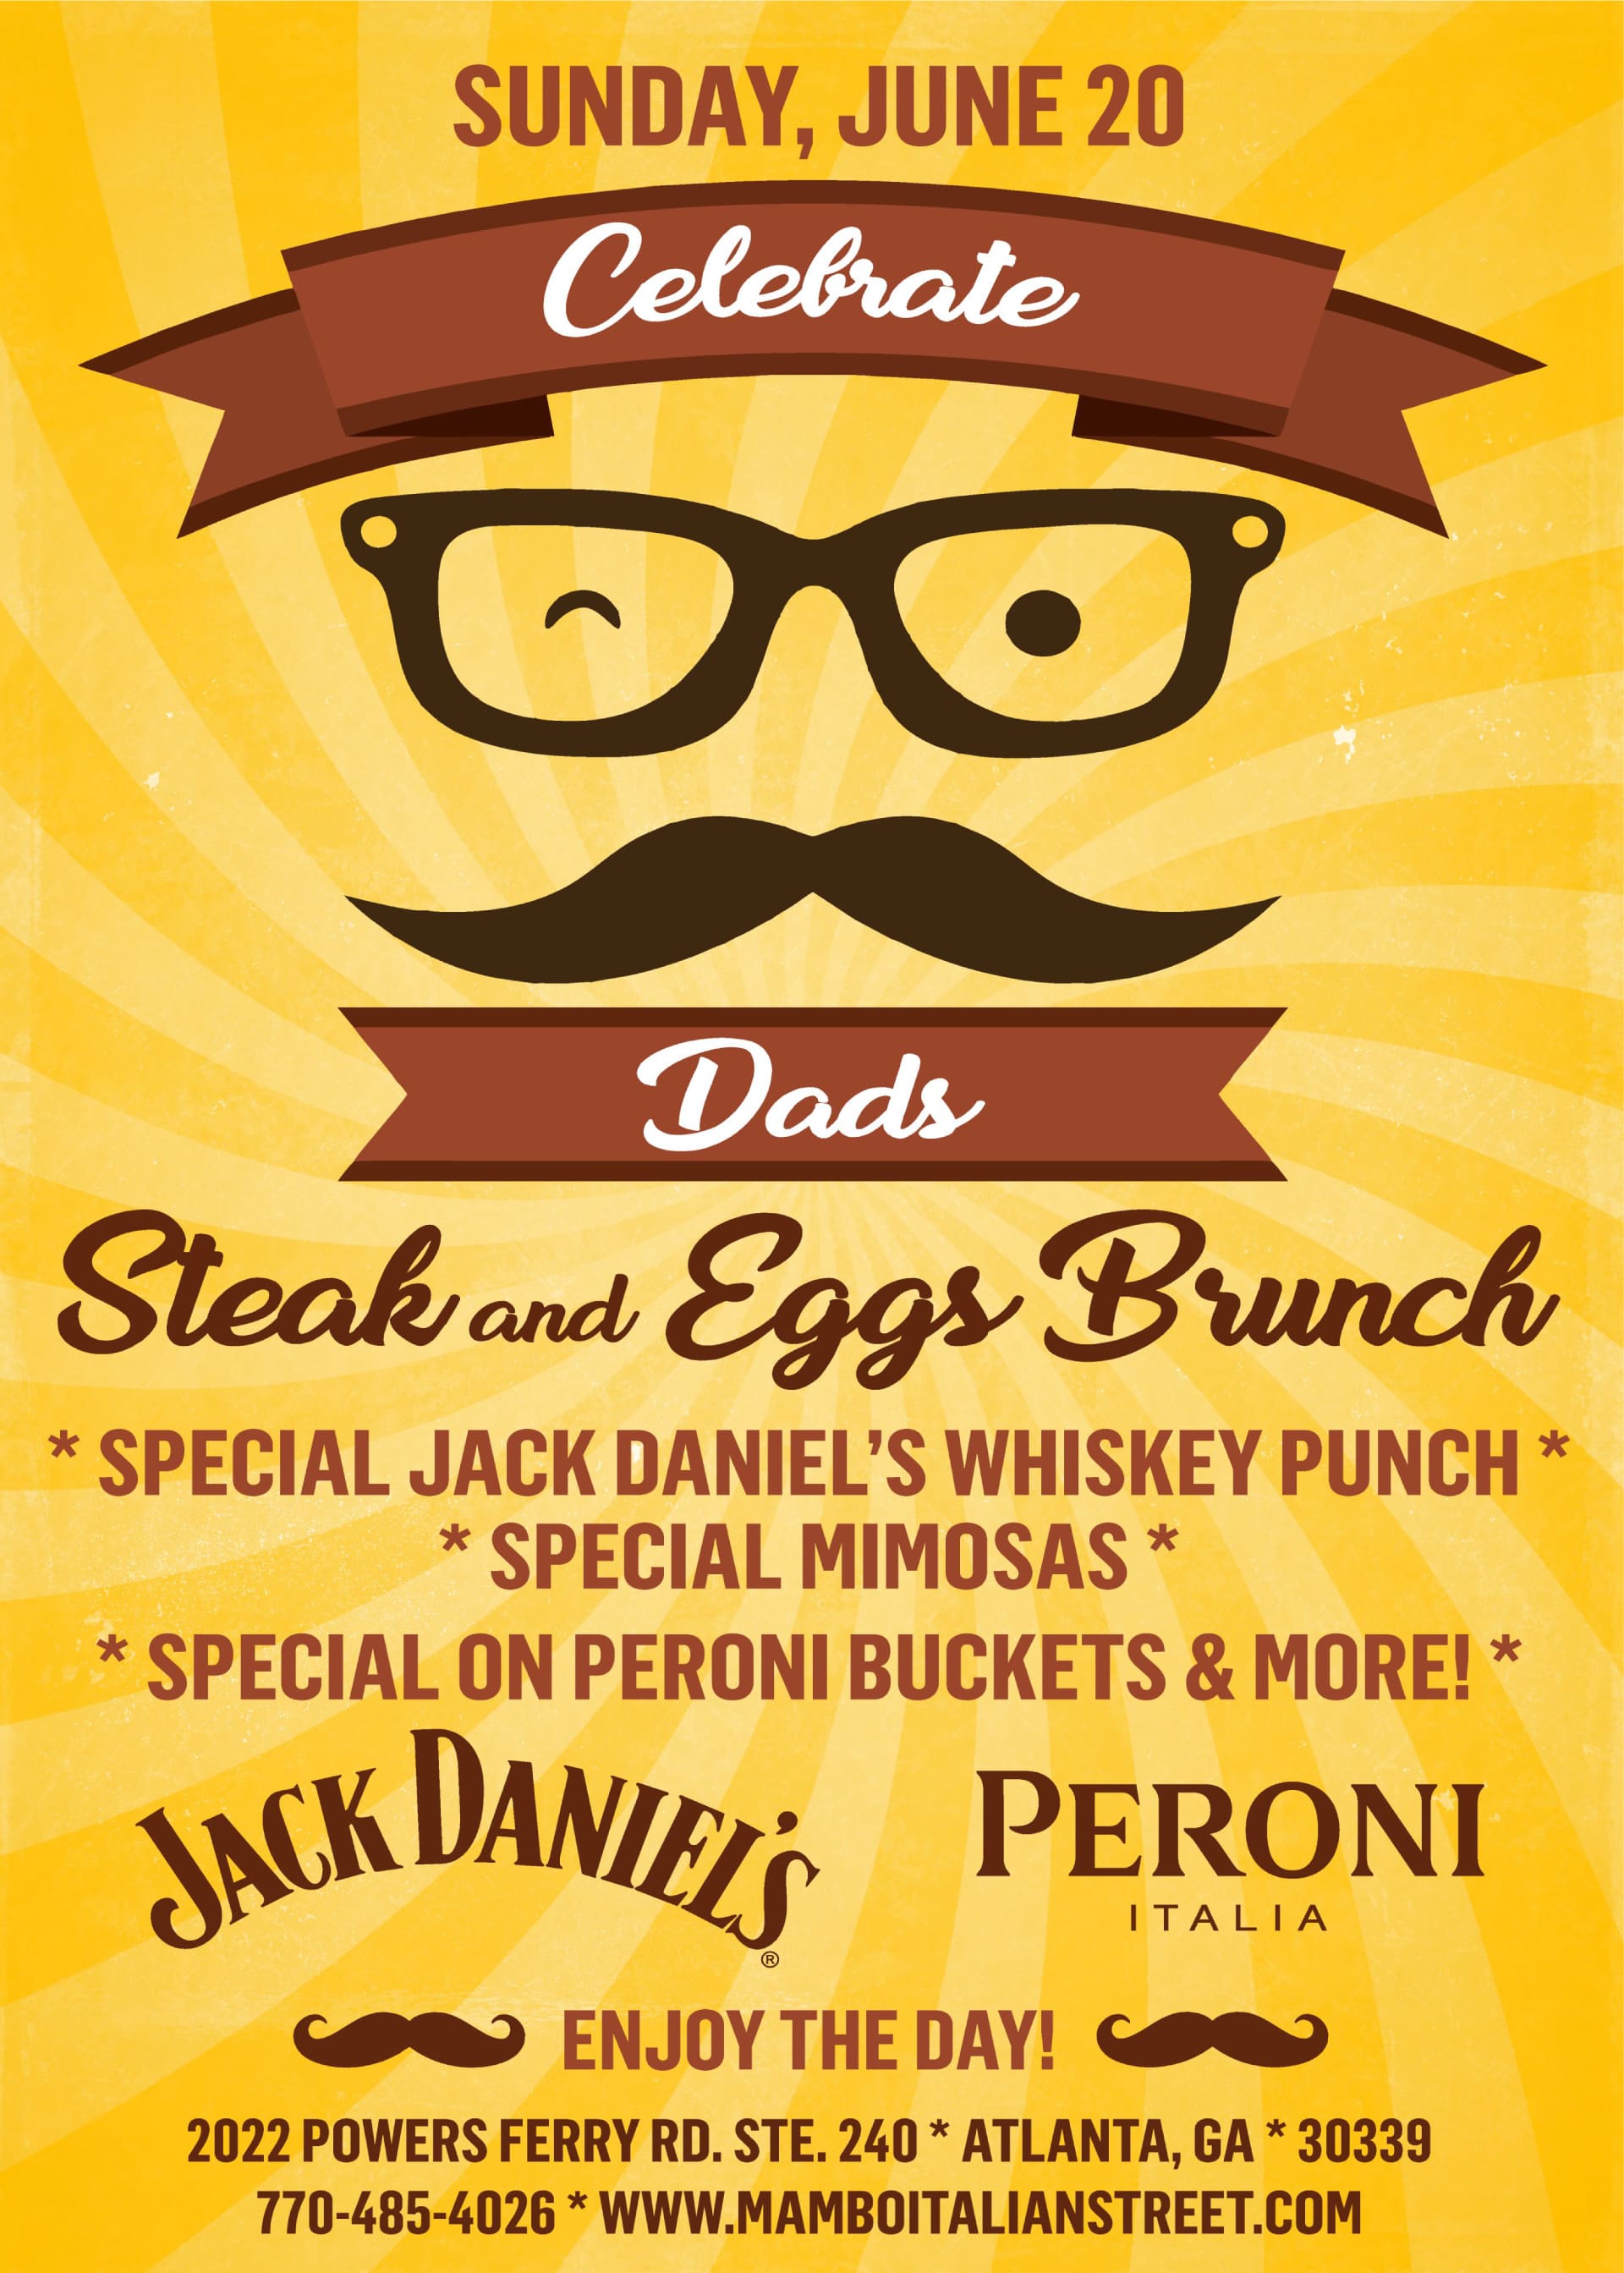 SUNDAY, JUNE 20
Celebrate
Dads
Steak and Eggs Brunch
* SPECIAL JACK DANIEL'S WHISKEY PUNCH *
* SPECIAL MIMOSAS *
* SPECIAL ON PERONI BUCKETS & MORE! *
JACK DANIEL'S ®
PERONI
ITALIA
ENJOY THE DAY!
2022 POWERS FERRY RD. STE. 240 * ATLANTA, GA * 30339
770-485-4026 * WWW.MAMBOITALIANSTREET.COM